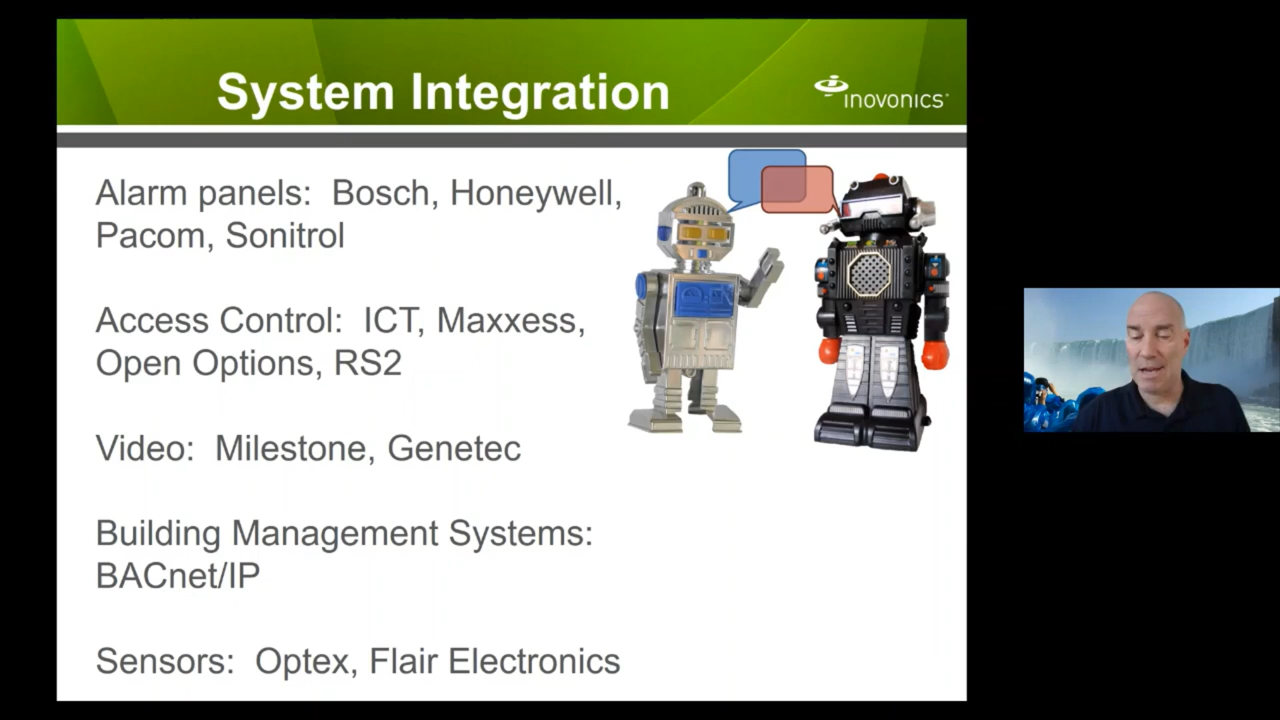 System Integration
inovonics
Alarm panels:  Bosch, Honeywell,
Pacom, Sonitrol
Access Control:  ICT, Maxxess,
Open Options, RS2
Video:  Milestone, Genetec
Building Management Systems:
BACnet/IP
Sensors:  Optex, Flair Electronics